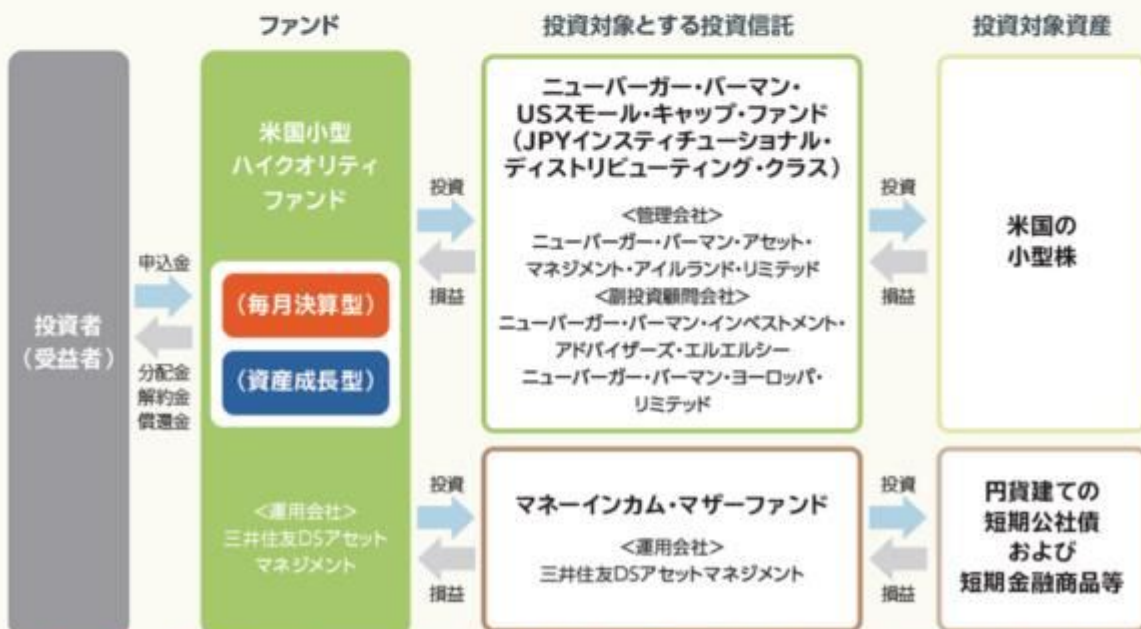 ファンド
投資対象とする投資信託
投資対象資産
投資者
(受益者)
申込金
分配金
解約金
償還金
米国小型
ハイクオリティ
ファンド
(毎月決算型)
(資産成長型)
<運用会社>
三井住友DSアセット
マネジメント
投資
損益
ニューバーガー・バーマン・
USスモール・キャップ・ファンド
(JPYインスティチューショナル・
ディストリビューティング・クラス)
<管理会社>
ニューバーガー・バーマン・アセット・
マネジメント・アイルランド・リミテッド
<副投資顧問会社>
ニューバーガー・バーマン・インベストメント・
アドバイザーズ・エルエルシー
ニューバーガー・バーマン・ヨーロッパ・
リミテッド
投資
損益
米国の
小型株
投資
損益
マネーインカム・マザーファンド
<運用会社>
三井住友DSアセットマネジメント
投資
損益
円貨建ての
短期公社債
および
短期金融商品等